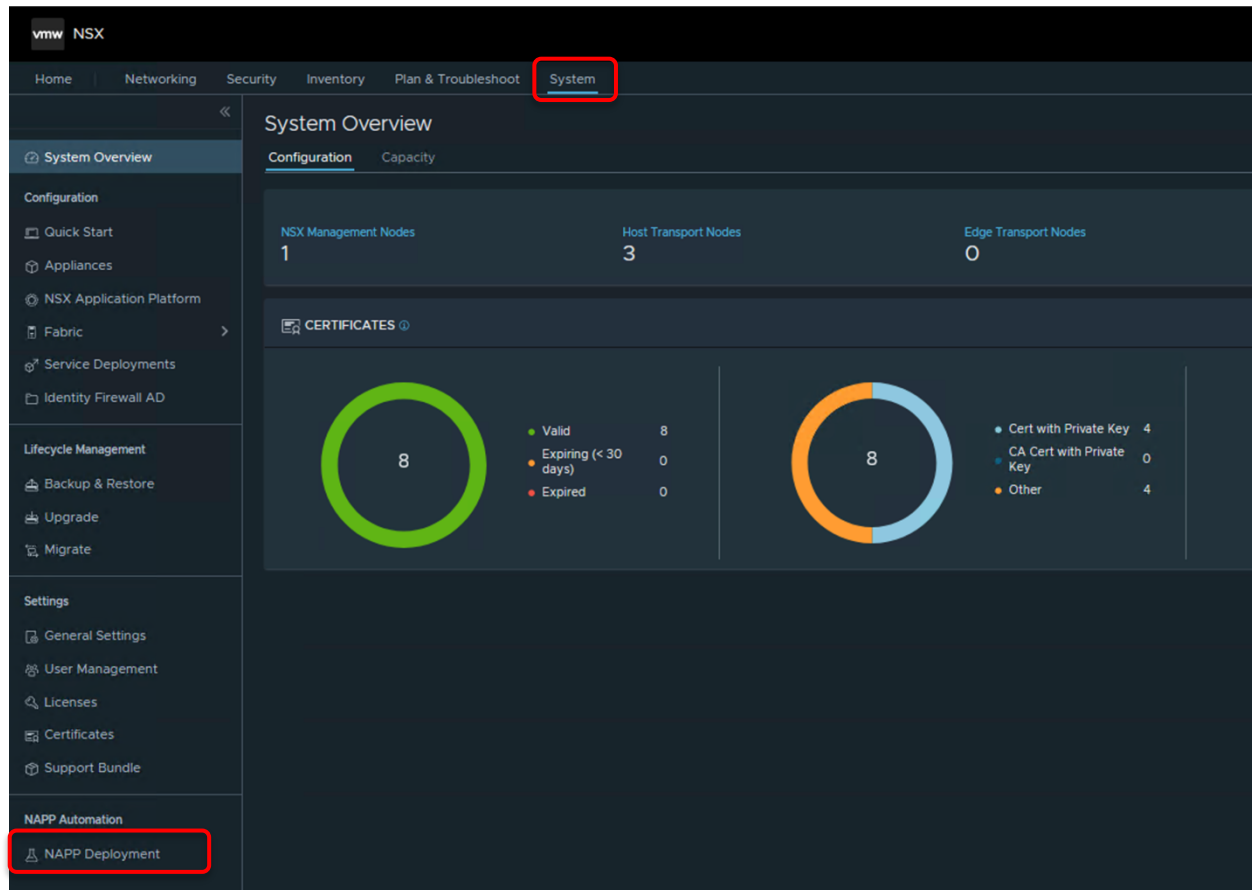 vmw NSX
Home Networking Security Inventory Plan & Troubleshoot System
System Overview
Configuration
Quick Start
Appliances
NSX Application Platform
Fabric
Service Deployments
Identity Firewall AD
Lifecycle Management
Backup & Restore
Upgrade
Migrate
Settings
General Settings
User Management
Licenses
Certificates
Support Bundle
NAPP Automation
NAPP Deployment
System Overview
Configuration Capacity
NSX Management Nodes
1
Host Transport Nodes
3
Edge Transport Nodes
0
CERTIFICATES
8
Valid 8
Expiring (< 30
days) 0
Expired 0
8
Cert with Private Key 4
CA Cert with Private
Key 0
Other 4